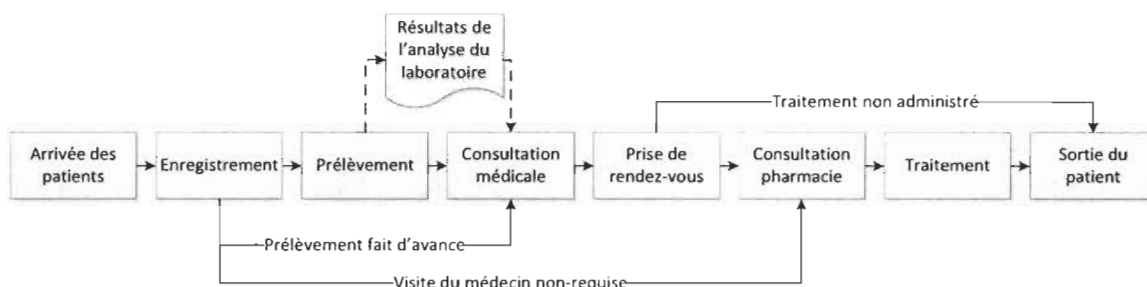 Résultats de
l'analyse du
laboratoire
Traitement non administré
Arrivée des
patients
Enregistrement
Prélèvement
Consultation
médicale
Prise de
rendez-vous
Consultation
pharmacie
Traitement
Sortie du
patient
Prélèvement fait d'avance
Visite du médecin non-requise